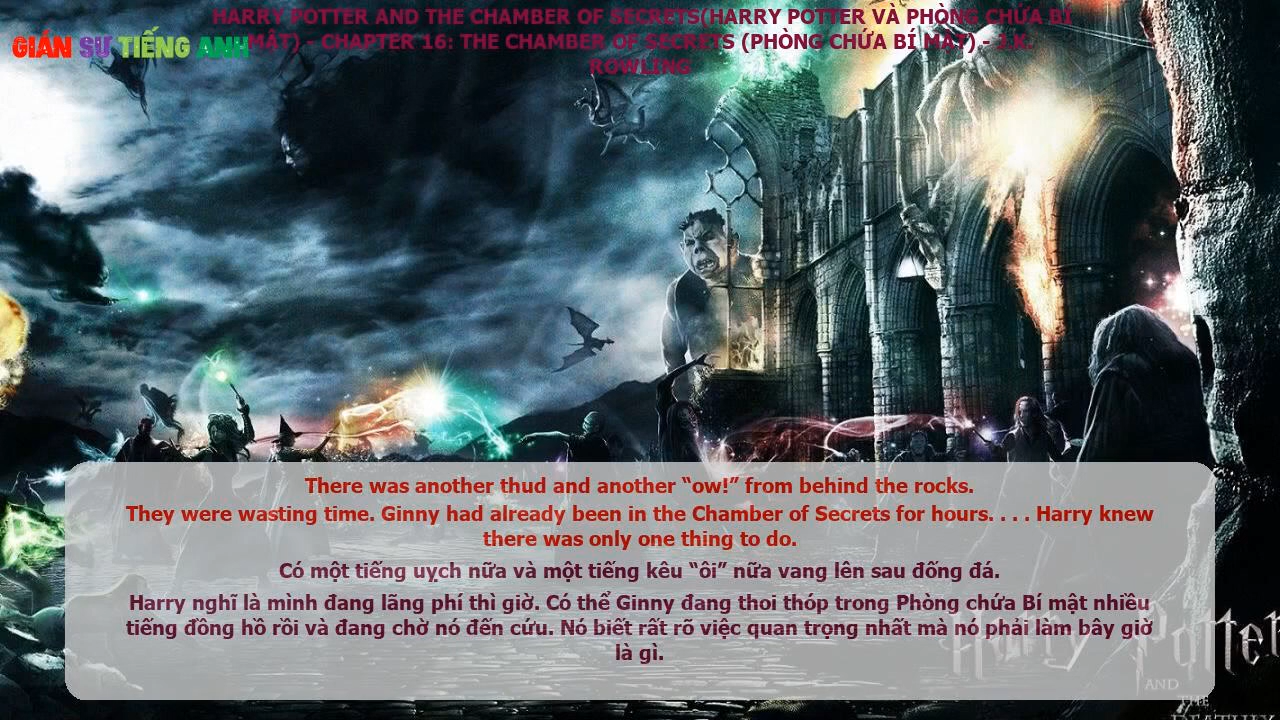 HARRY POTTER AND THE CHAMBER OF SECRETS(HARRY POTTER VÀ PHÒNG CHỨA BÍ
MẬT) - CHAPTER 16: THE CHAMBER OF SECRETS (PHÒNG CHỨA BÍ MẬT) - J.K.
ROWLING
GIÁN SƯ TIẾNG ANH
There was another thud and another “ow!” from behind the rocks.
They were wasting time. Ginny had already been in the Chamber of Secrets for hours. . . . Harry knew
there was only one thing to do.
Có một tiếng uỵch nữa và một tiếng kêu “ôi” nữa vang lên sau đống đá.
Harry nghĩ là mình đang lãng phí thì giờ. Có thể Ginny đang thoi thóp trong Phòng chứa Bí mật nhiều
tiếng đồng hồ rồi và đang chờ nó đến cứu. Nó biết rất rõ việc quan trọng nhất mà nó phải làm bây giờ
là gì.
Harry Potter
AND
THE